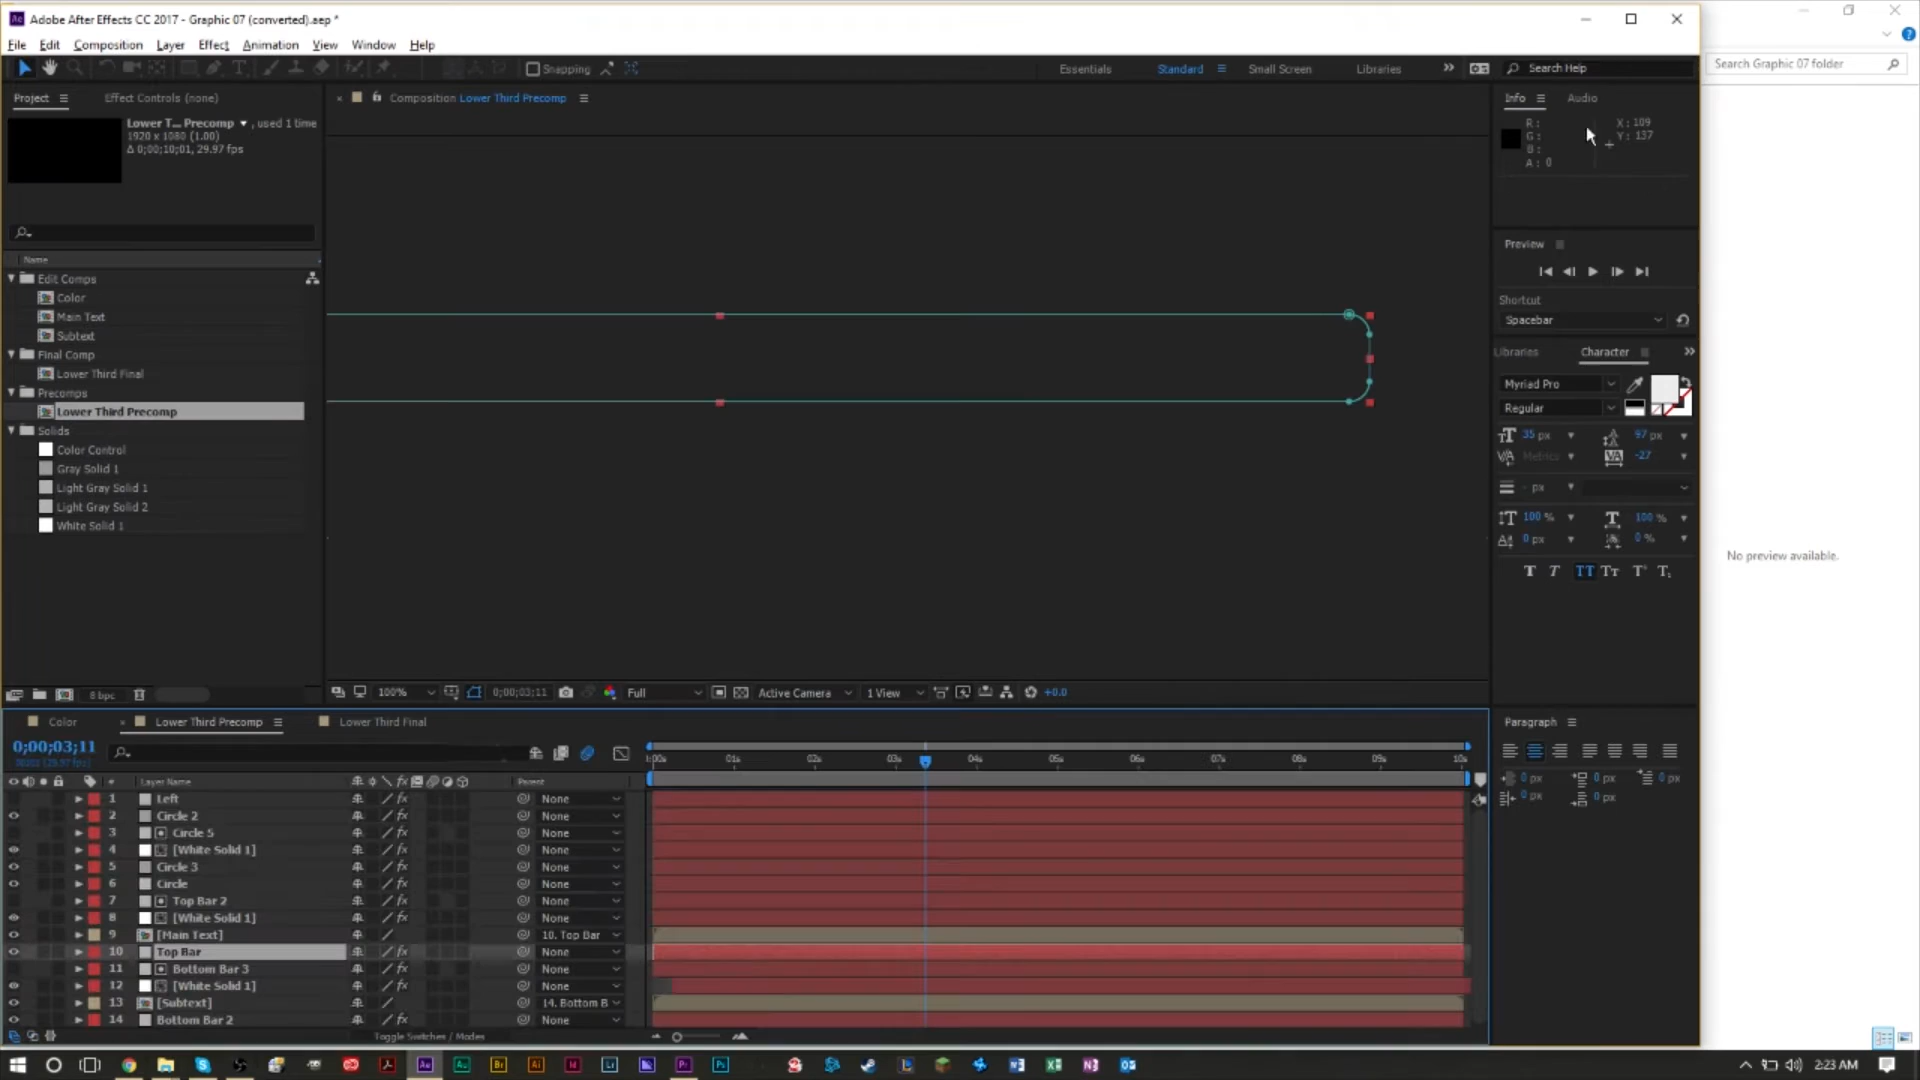 Adobe After Effects CC 2017 - Graphic 07 (converted).aep *
File Edit Composition Layer Effect Animation View Window Help
Snapping
Essentials Standard Small Screen Libraries Search Help
Search Graphic 07 folder
Project Effect Controls (none)
Composition Lower Third Precomp
Info Audio
Lower T... Precomp , used 1 time
1920 x 1080 (1.00)
Δ 0;00;10;01, 29.97 fps
R :
G :
B :
A : 0
X : 109
Y : 137
Preview
Shortcut
Spacebar
Name
Edit Comps
Color
Main Text
Subtext
Final Comp
Lower Third Final
Precomps
Lower Third Precomp
Solids
Color Control
Gray Solid 1
Light Gray Solid 1
Light Gray Solid 2
White Solid 1
Libraries Character
Myriad Pro
Regular
35 px 97 px
Metrics -27
- px
100 % 100 %
0 px 0 %
No preview available.
8 bpc
100% 0;00;03;11 Full Active Camera 1 View +0.0
Color Lower Third Precomp Lower Third Final
0;00;03;11
# Layer Name Parent
:00s 01s 02s 03s 04s 05s 06s 07s 08s 09s 10s
1 Left None
2 Circle 2 None
3 Circle 5 None
4 [White Solid 1] None
5 Circle 3 None
6 Circle None
7 Top Bar 2 None
8 [White Solid 1] None
9 [Main Text] 10. Top Bar
10 Top Bar None
11 Bottom Bar 3 None
12 [White Solid 1] None
13 [Subtext] 14. Bottom B
14 Bottom Bar 2 None
Toggle Switches / Modes
Paragraph
0 px 0 px 0 px
0 px 0 px
2:23 AM